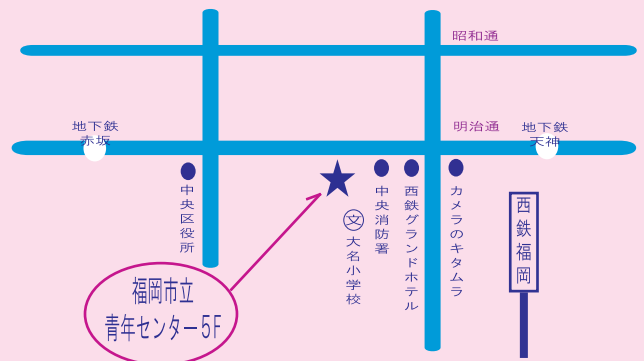 昭和通
明治通
地下鉄
赤坂
地下鉄
天神
中央区役所
文
大名小学校
中央消防署
西鉄グランドホテル
カメラのキタムラ
西鉄福岡
福岡市立
青年センター5F